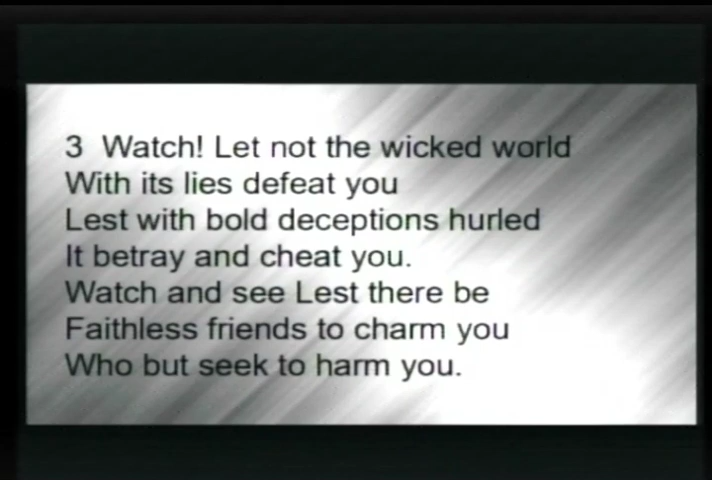 3 Watch! Let not the wicked world
With its lies defeat you
Lest with bold deceptions hurled
It betray and cheat you.
Watch and see Lest there be
Faithless friends to charm you
Who but seek to harm you.